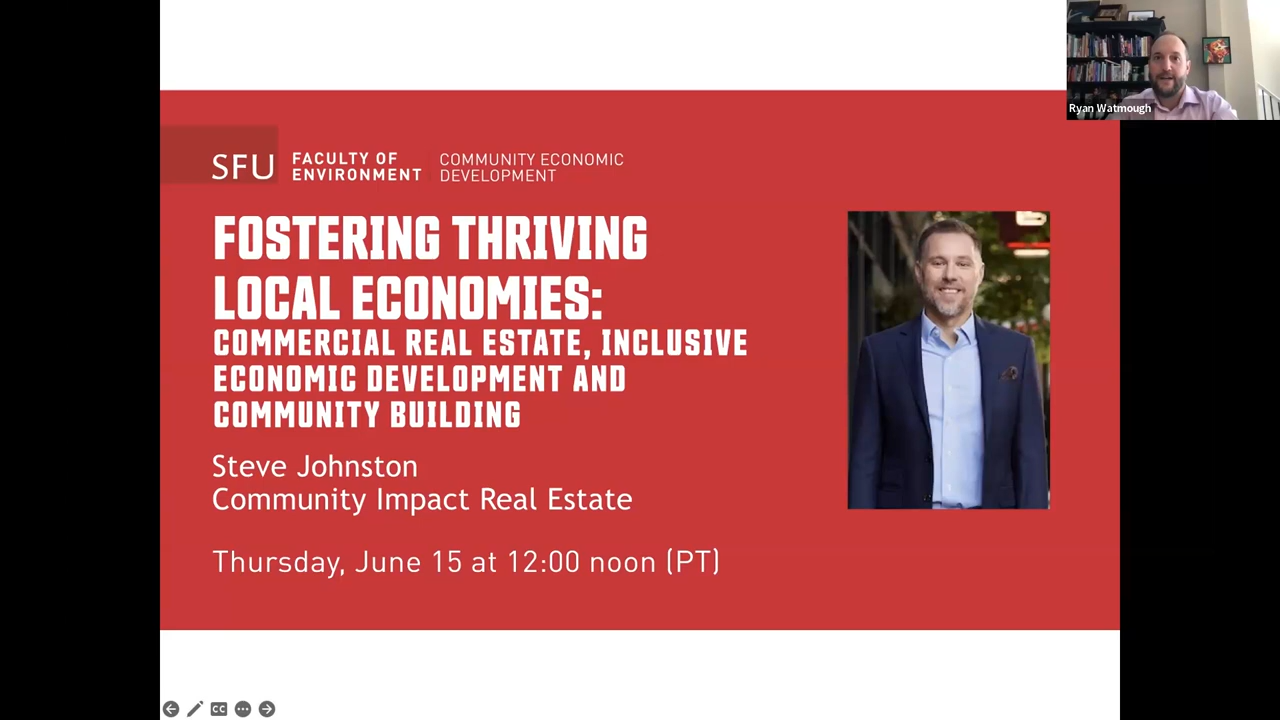 Ryan Watmough
SFU
FACULTY OF
ENVIRONMENT
COMMUNITY ECONOMIC
DEVELOPMENT
FOSTERING THRIVING
LOCAL ECONOMIES:
COMMERCIAL REAL ESTATE, INCLUSIVE
ECONOMIC DEVELOPMENT AND
COMMUNITY BUILDING
Steve Johnston
Community Impact Real Estate
Thursday, June 15 at 12:00 noon (PT)
CC